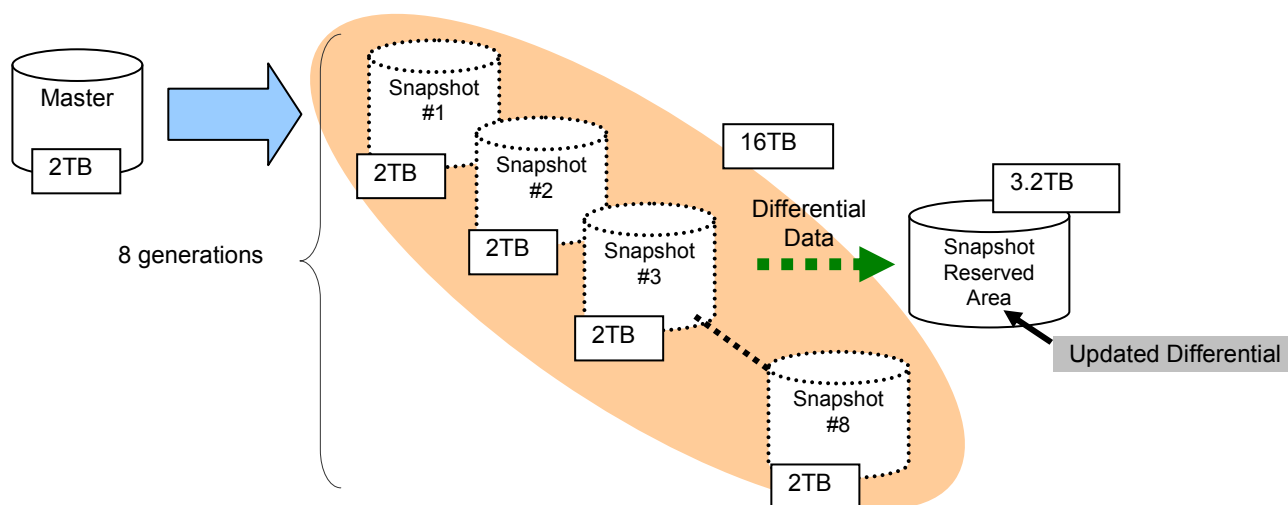 Master
2TB
8 generations
Snapshot
#1
2TB
Snapshot
#2
2TB
Snapshot
#3
2TB
Snapshot
#8
2TB
16TB
Differential
Data
3.2TB
Snapshot
Reserved
Area
Updated Differential